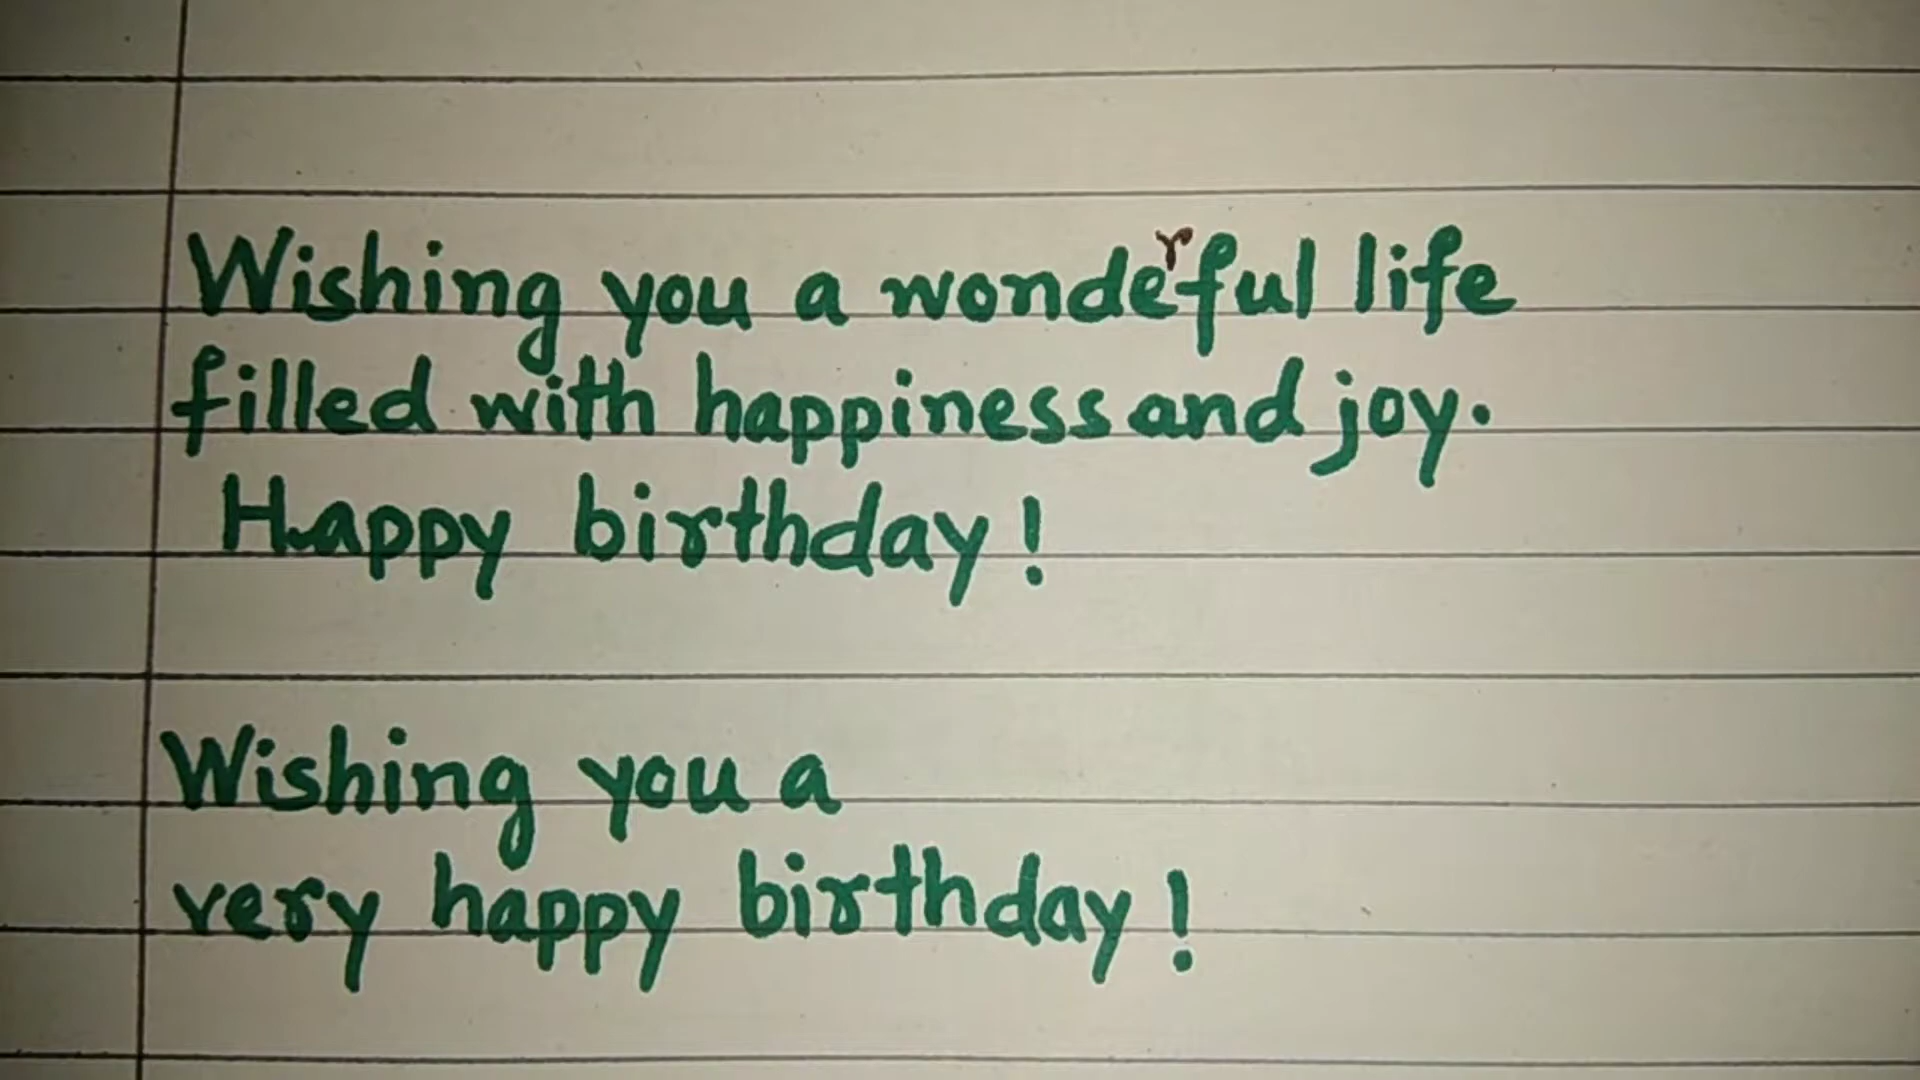 Wishing you a wonderful life
filled with happiness and joy.
Happy birthday!
Wishing you a
very happy birthday!